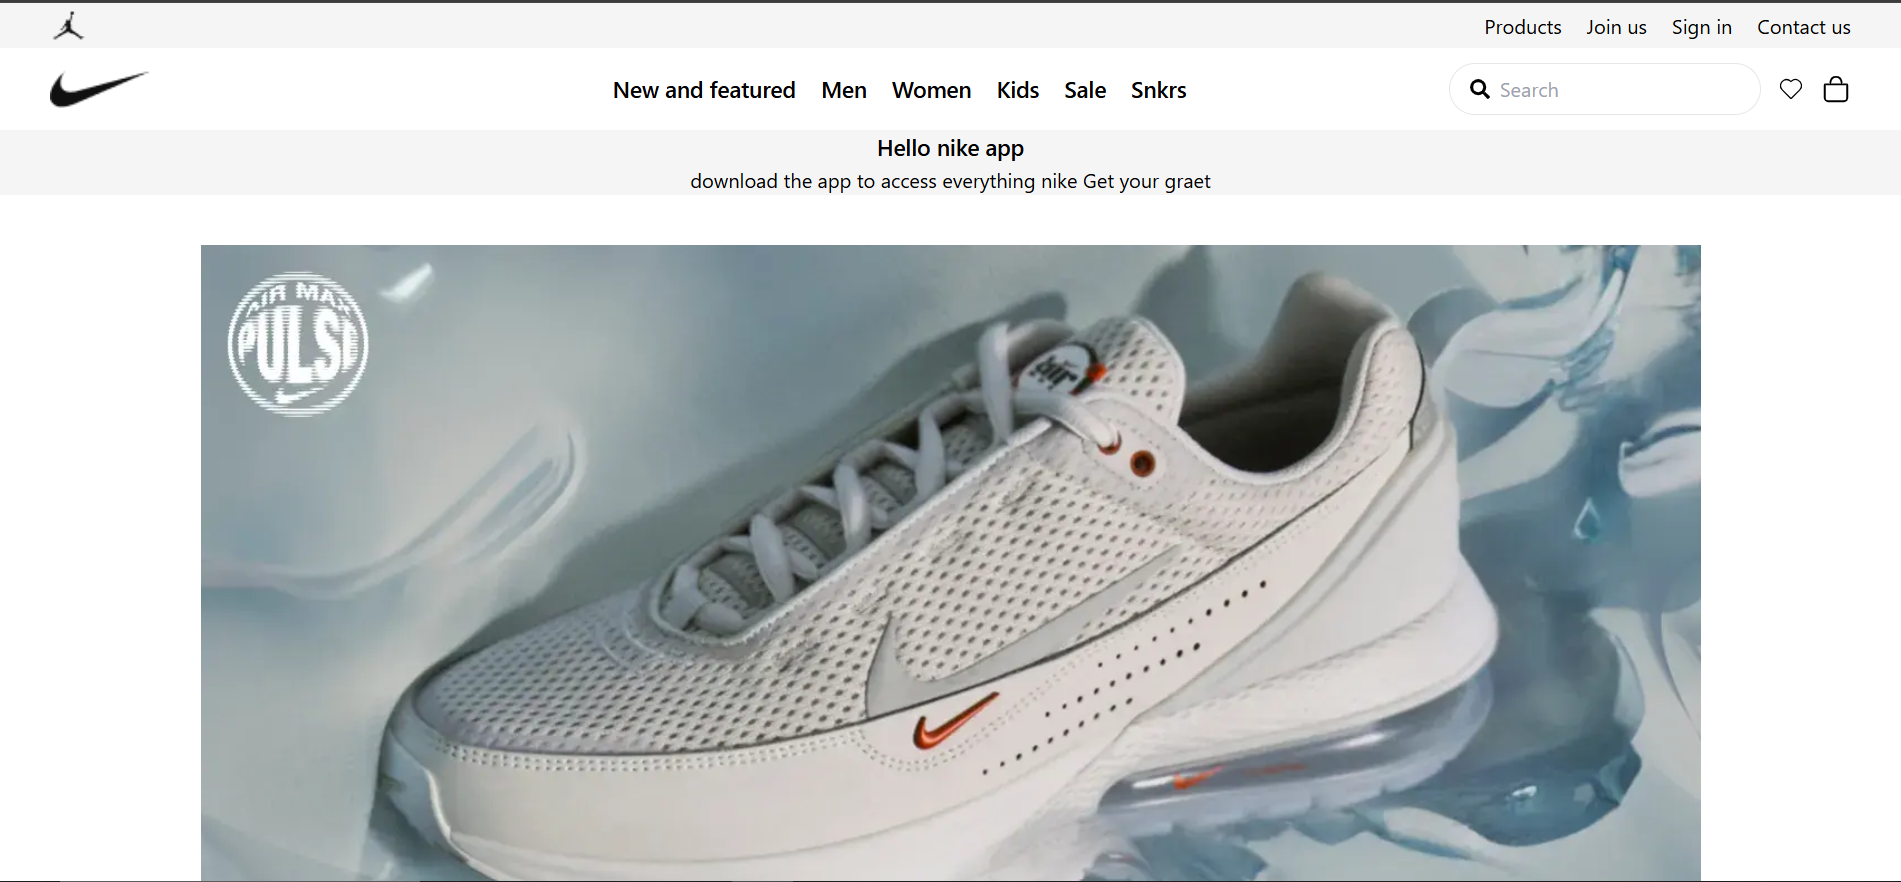 Products Join us Sign in Contact us
New and featured Men Women Kids Sale Snkrs
Search
Hello nike app
download the app to access everything nike Get your graet
AIR MAX
PULSE
air